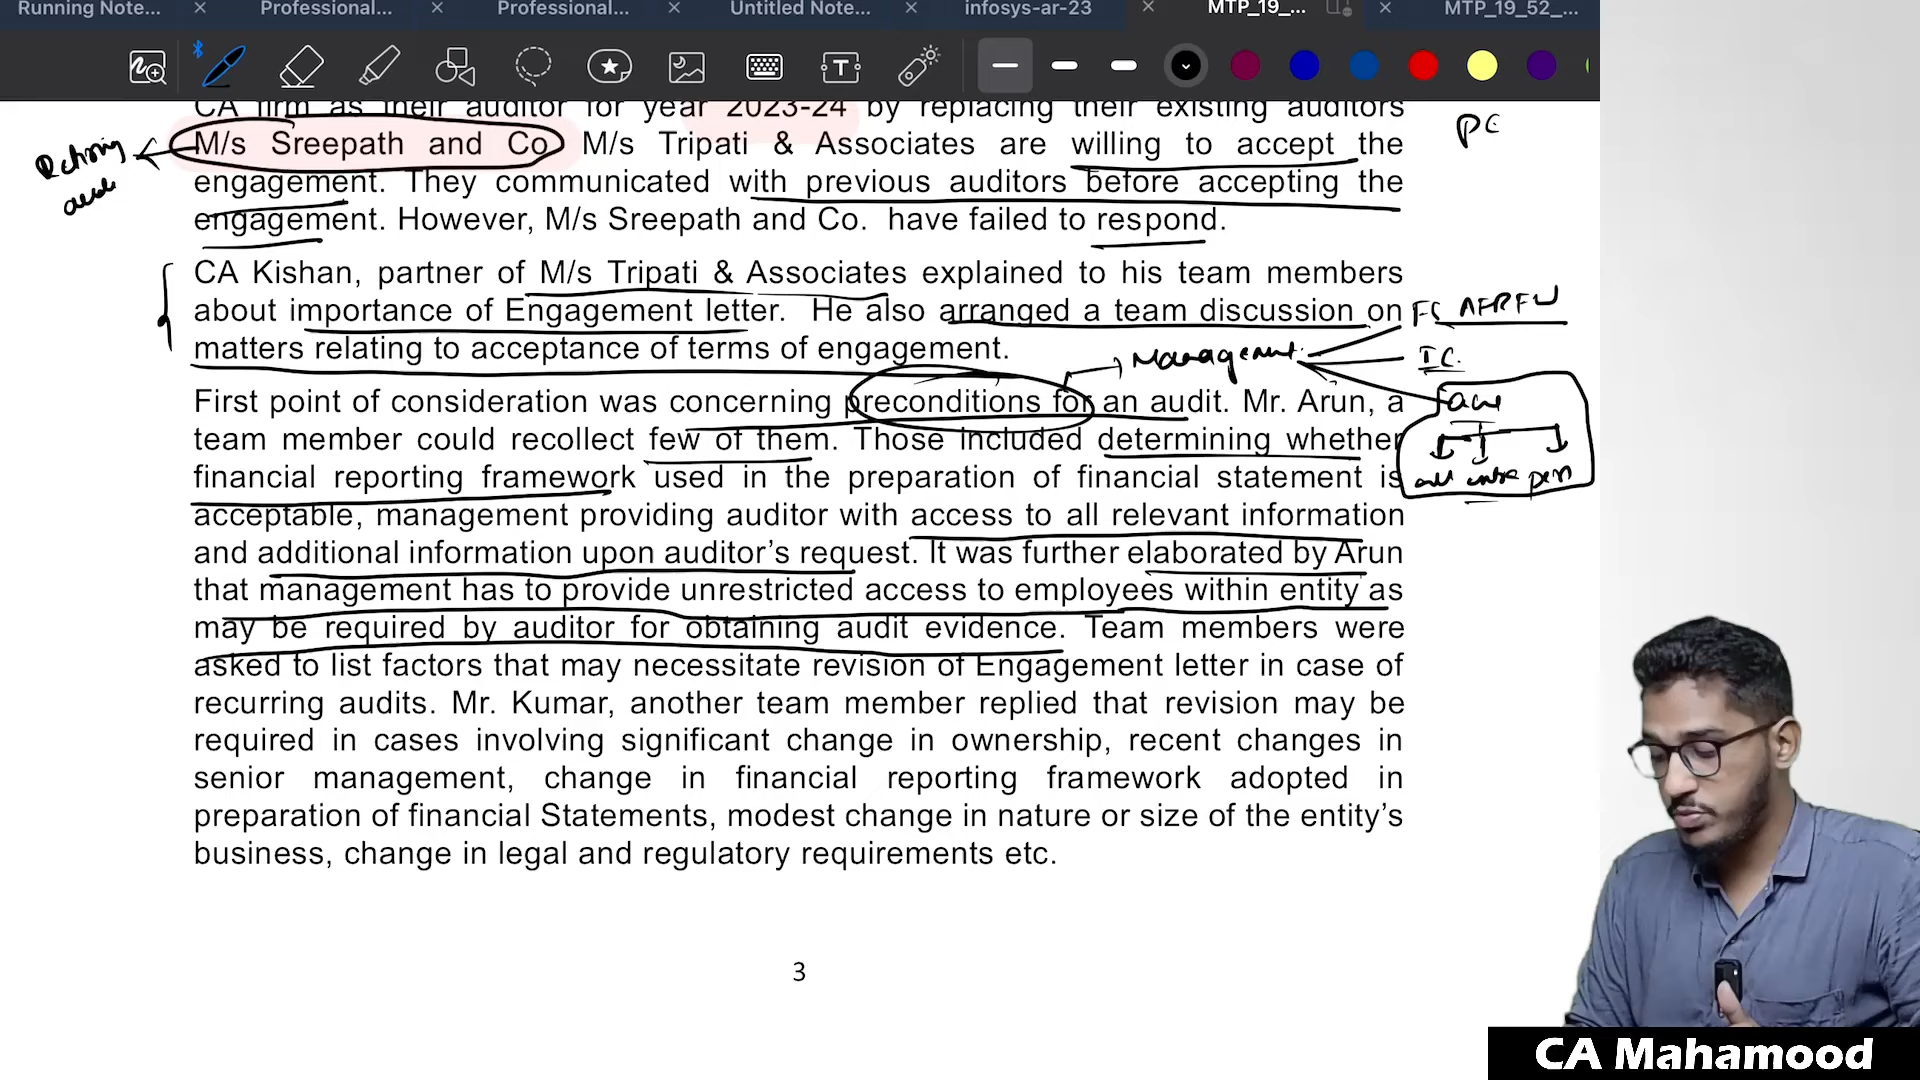 Running Note...
Professional...
Professional...
Untitled Note...
infosys-ar-23
MTP_19_...
MTP_19_52_...
CA firm as their auditor for year 2023-24 by replacing their existing auditors
M/s Sreepath and Co M/s Tripati & Associates are willing to accept the
engagement. They communicated with previous auditors before accepting the
engagement. However, M/s Sreepath and Co. have failed to respond.
CA Kishan, partner of M/s Tripati & Associates explained to his team members
about importance of Engagement letter. He also arranged a team discussion on
matters relating to acceptance of terms of engagement.
Management
IC.
First point of consideration was concerning preconditions for an audit. Mr. Arun, a
team member could recollect few of them. Those included determining whether
financial reporting framework used in the preparation of financial statement is
acceptable, management providing auditor with access to all relevant information
and additional information upon auditor's request. It was further elaborated by Arun
that management has to provide unrestricted access to employees within entity as
may be required by auditor for obtaining audit evidence. Team members were
asked to list factors that may necessitate revision of Engagement letter in case of
recurring audits. Mr. Kumar, another team member replied that revision may be
required in cases involving significant change in ownership, recent changes in
senior management, change in financial reporting framework adopted in
preparation of financial Statements, modest change in nature or size of the entity's
business, change in legal and regulatory requirements etc.
3
CA Mahamood